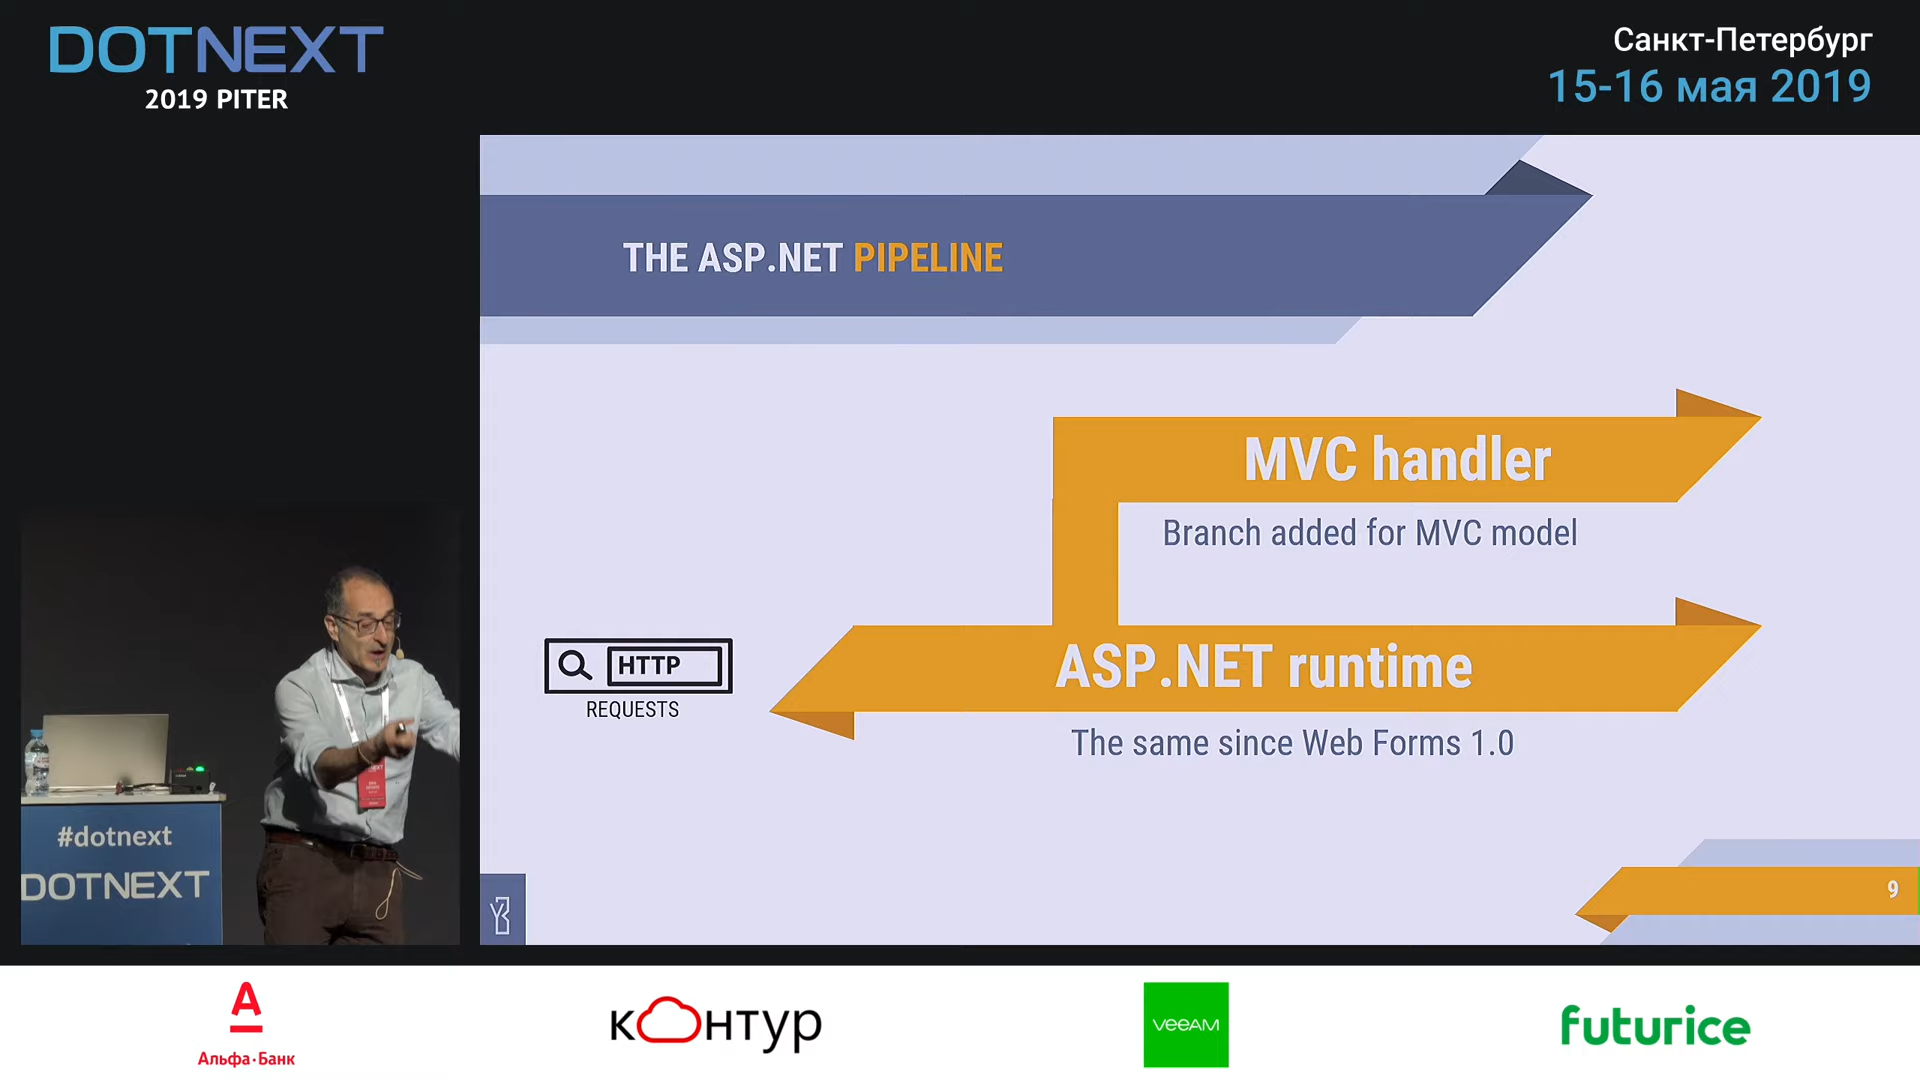 DOTNEXT
2019 PITER
Санкт-Петербург
15-16 мая 2019
THE ASP.NET PIPELINE
MVC handler
Branch added for MVC model
HTTP
REQUESTS
ASP.NET runtime
The same since Web Forms 1.0
9
#dotnext
DOTNEXT
Альфа·Банк
контур
veeAM
futurice